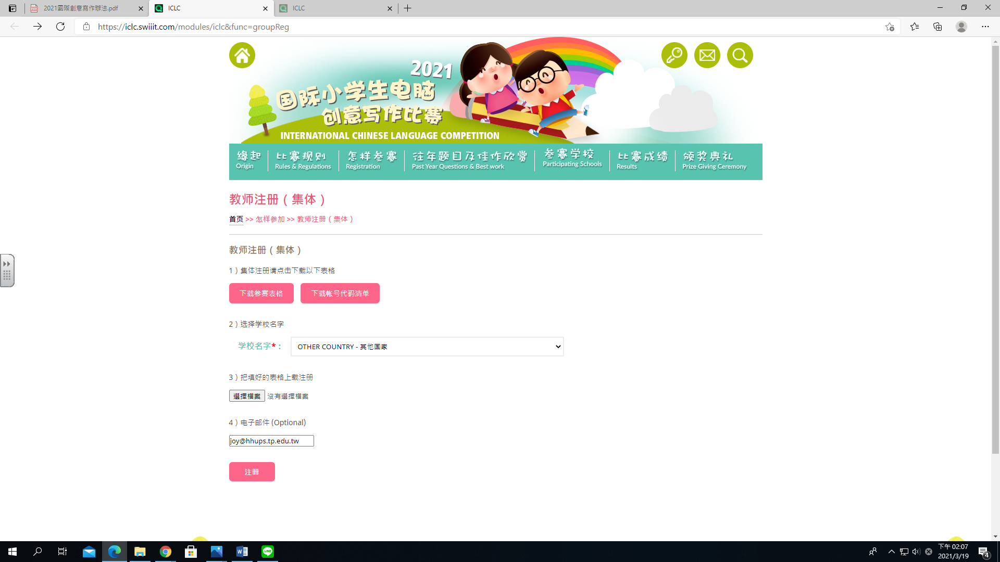 2021國際創意寫作辦法.pdf
ICLC
ICLC
https://iclc.swiiit.com/modules/iclc&func=groupReg
2021
国际小学生电脑
创意写作比赛
INTERNATIONAL CHINESE LANGUAGE COMPETITION
缘起 比赛规则 怎样参赛 往年题目及佳作欣赏 参赛学校 比赛成绩 颁奖典礼
Origin Rules & Regulations Registration Past Year Questions & Best work Participating Schools Results Prize Giving Ceremony
教师注册（集体）
首页 >> 怎样参加 >> 教师注册（集体）
教师注册（集体）
1）集体注册请点击下载以下表格
下载参赛表格 下载帐号代码清单
2）选择学校名字
学校名字*： OTHER COUNTRY - 其他国家
3）把填好的表格上载注册
選擇檔案 沒有選擇檔案
4）电子邮件 (Optional)
joy@hhups.tp.edu.tw
注册
下午 02:07
2021/3/19
4